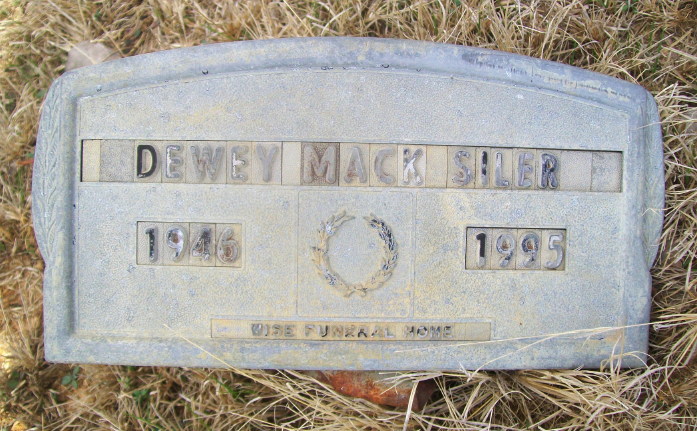 DEWEY MACK SILER
1946 1995
WISE FUNERAL HOME